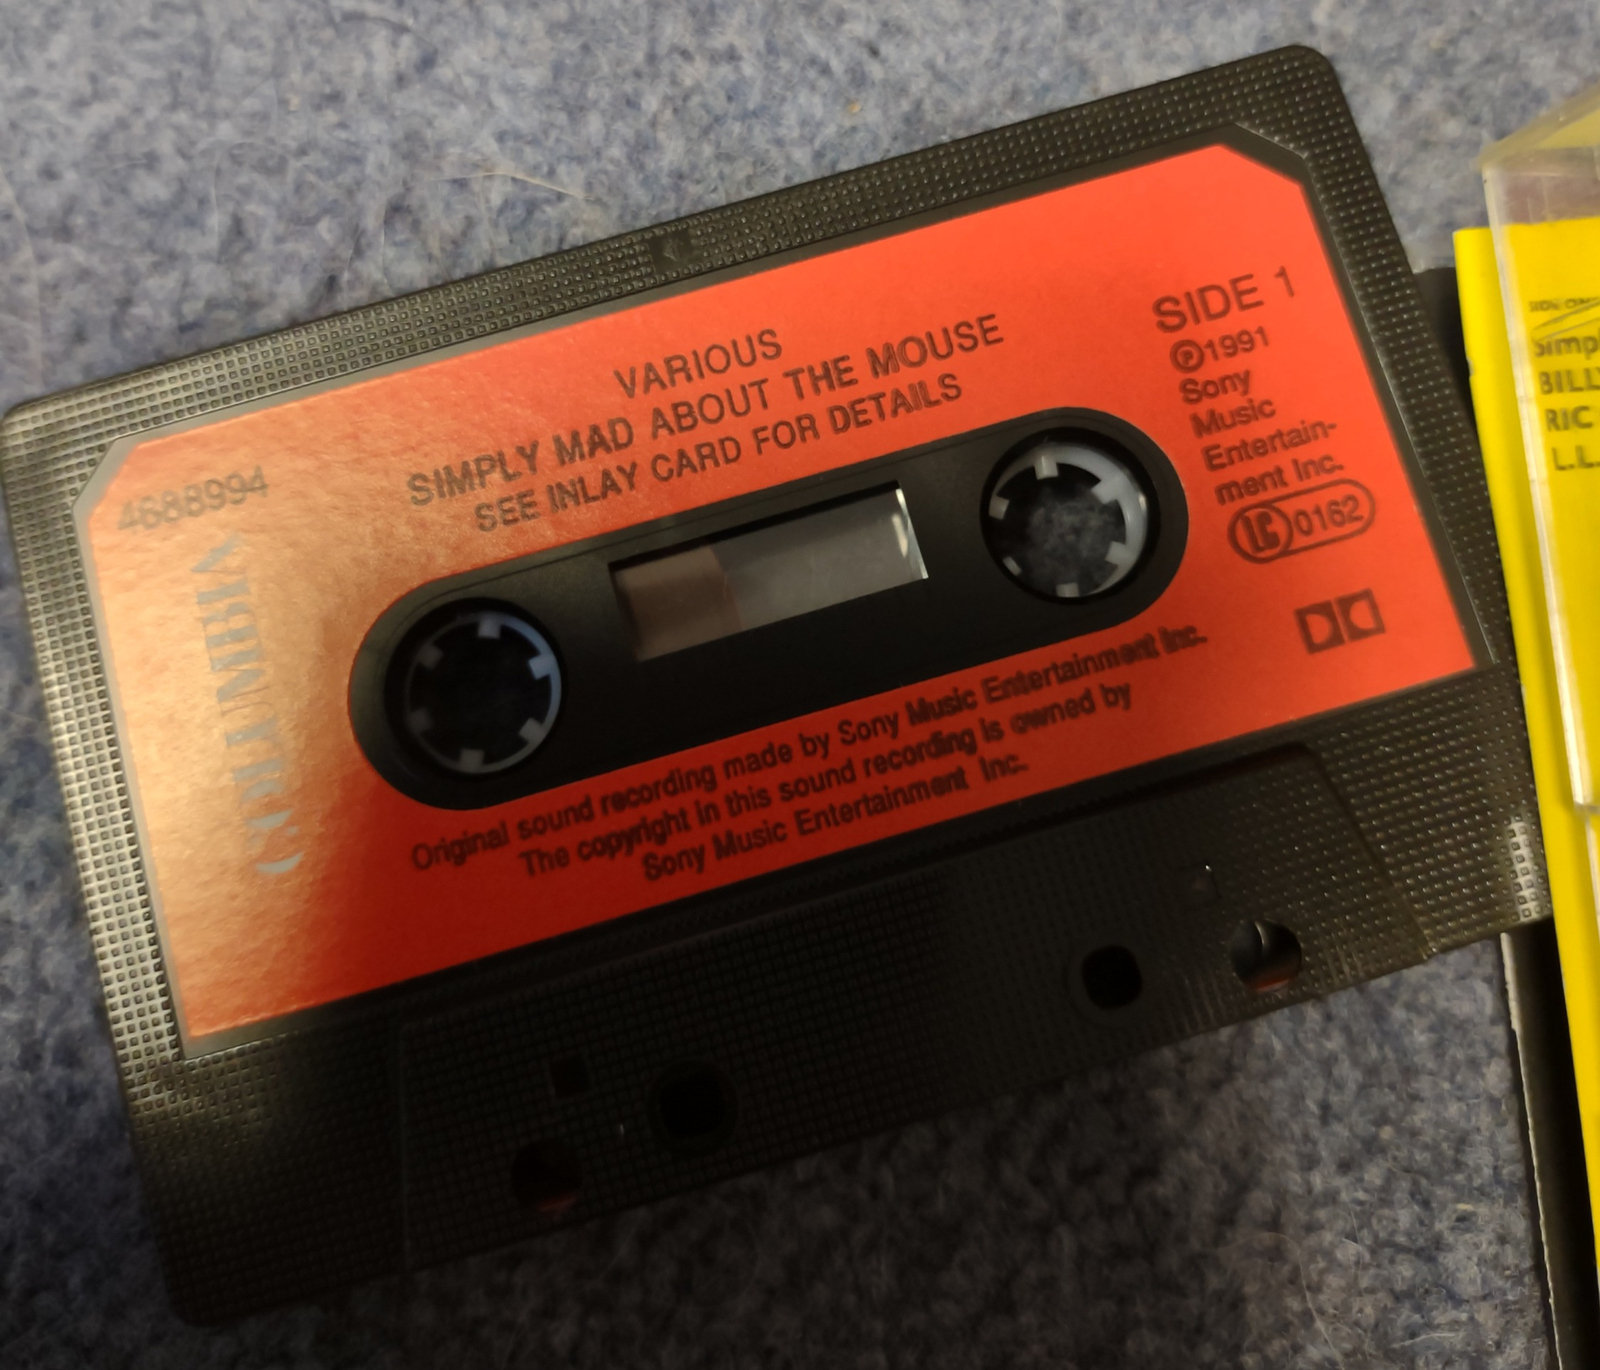 VARIOUS
SIMPLY MAD ABOUT THE MOUSE
SEE INLAY CARD FOR DETAILS
4688994
COLUMBIA
SIDE 1
℗1991
Sony
Music
Entertain-
ment Inc.
LC 0162
Original sound recording made by Sony Music Entertainment Inc.
The copyright in this sound recording is owned by
Sony Music Entertainment Inc.
BILLY
RIC
L.L.